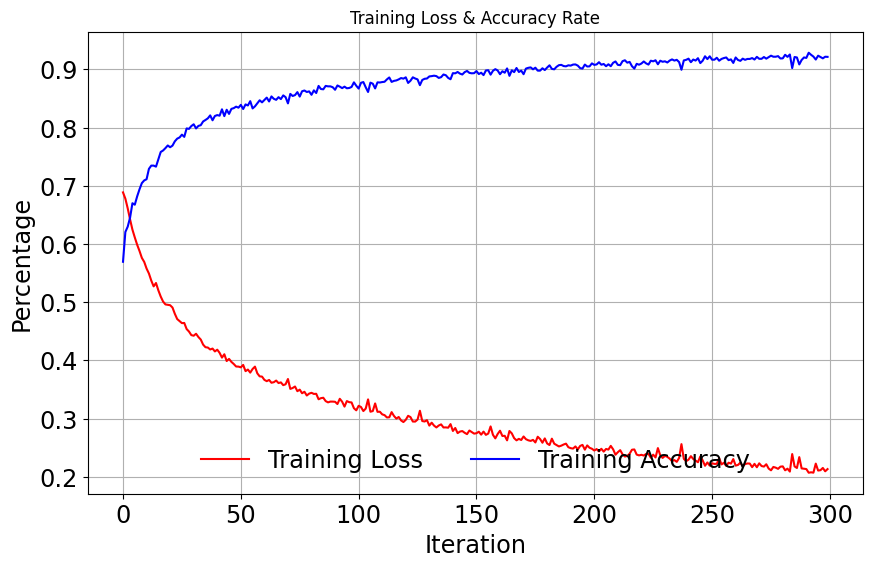 Training Loss & Accuracy Rate
0.9
0.8
0.7
0.6
0.5
0.4
0.3
0.2
Percentage
Training Loss Training Accuracy
0 50 100 150 200 250 300
Iteration